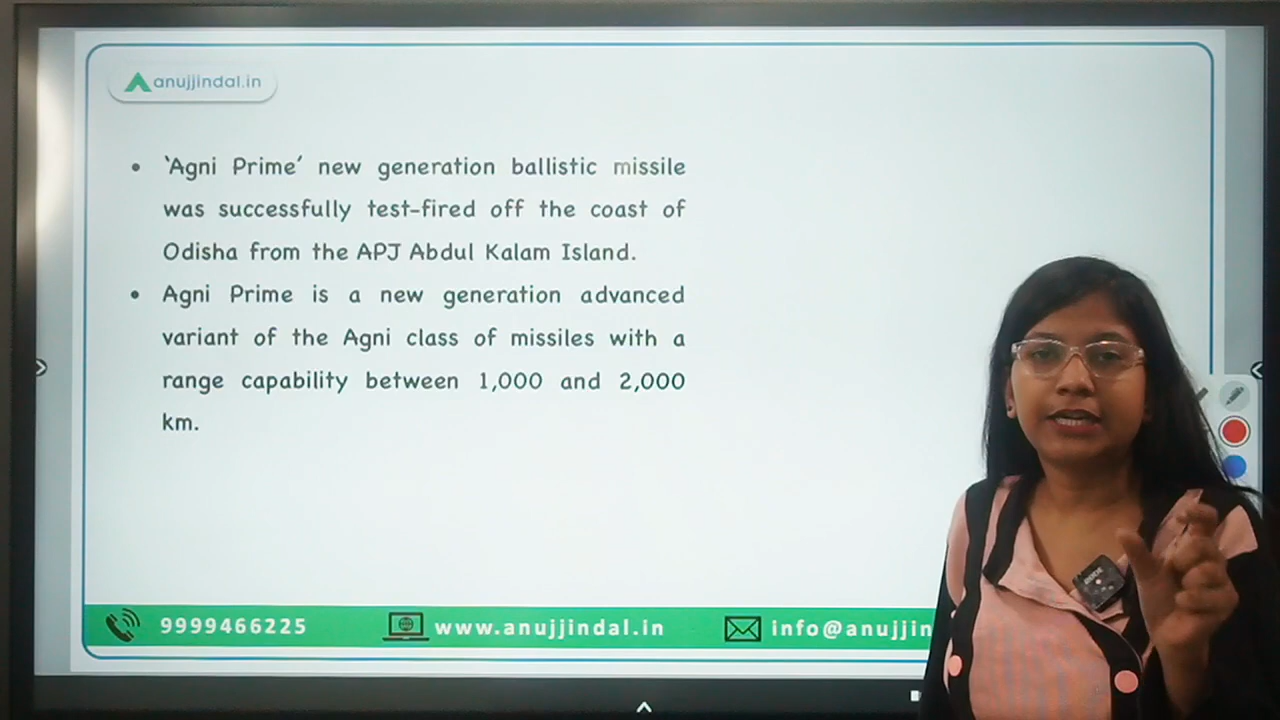 anujjindal.in
• ‘Agni Prime’ new generation ballistic missile
was successfully test-fired off the coast of
Odisha from the APJ Abdul Kalam Island.
• Agni Prime is a new generation advanced
variant of the Agni class of missiles with a
range capability between 1,000 and 2,000
km.
9999466225 www.anujjindal.in info@anujjin